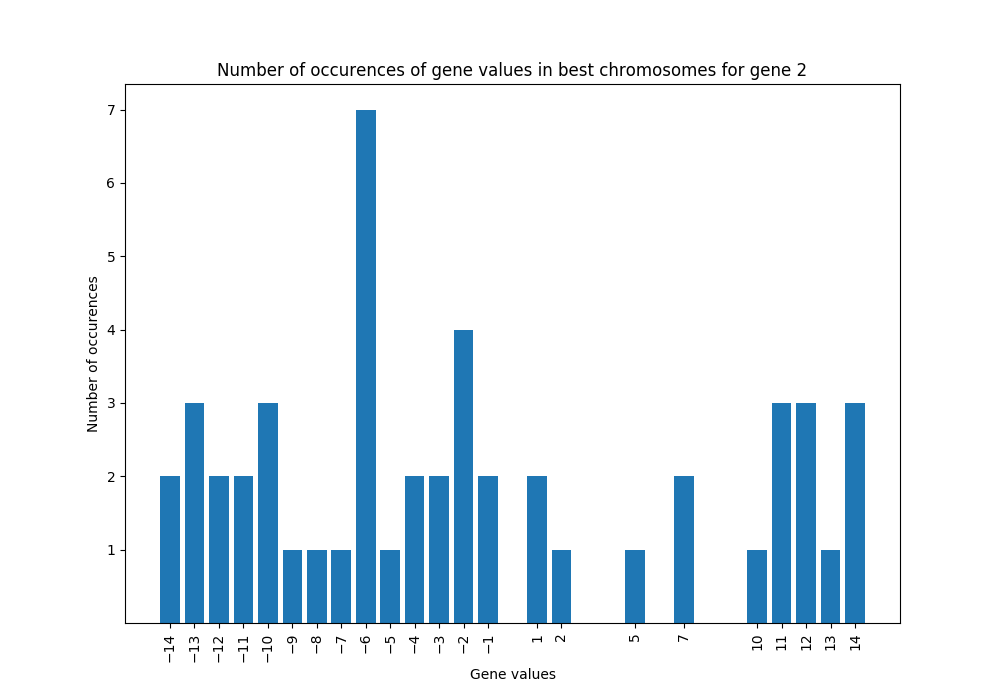 Number of occurences of gene values in best chromosomes for gene 2
7
6
5
4
3
2
1
Number of occurences
−14 −13 −12 −11 −10 −9 −8 −7 −6 −5 −4 −3 −2 −1 1 2 5 7 10 11 12 13 14
Gene values